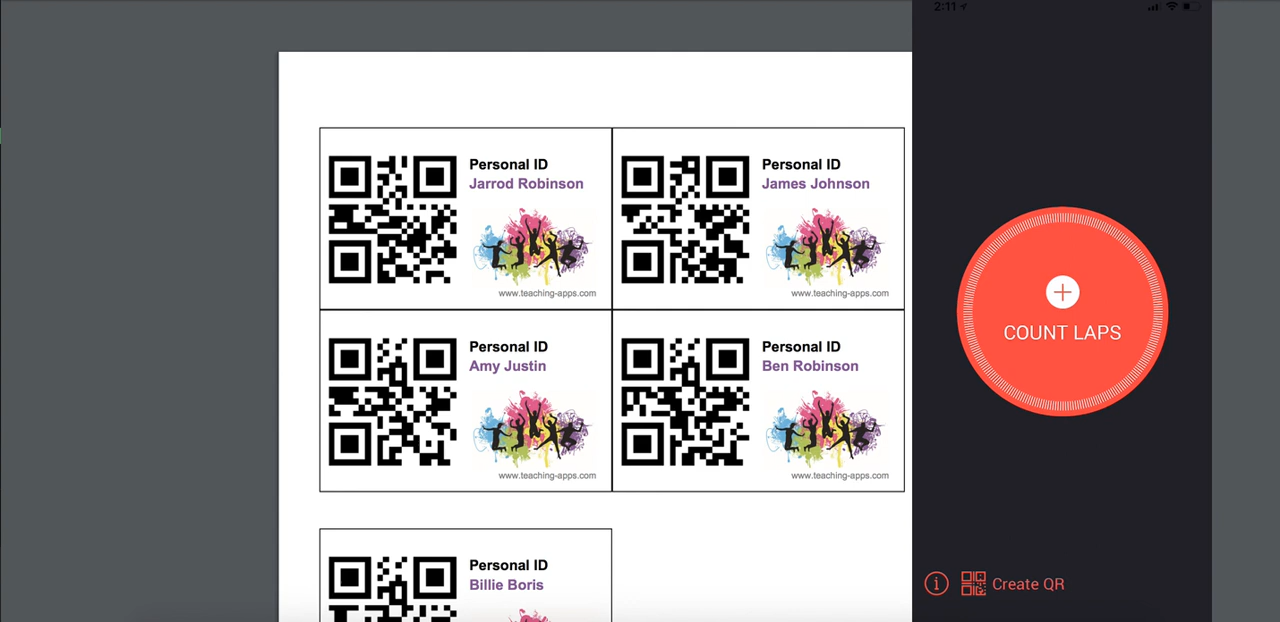 2:11
Personal ID
Jarrod Robinson
www.teaching-apps.com
Personal ID
James Johnson
www.teaching-apps.com
Personal ID
Amy Justin
www.teaching-apps.com
Personal ID
Ben Robinson
www.teaching-apps.com
Personal ID
Billie Boris
COUNT LAPS
Create QR